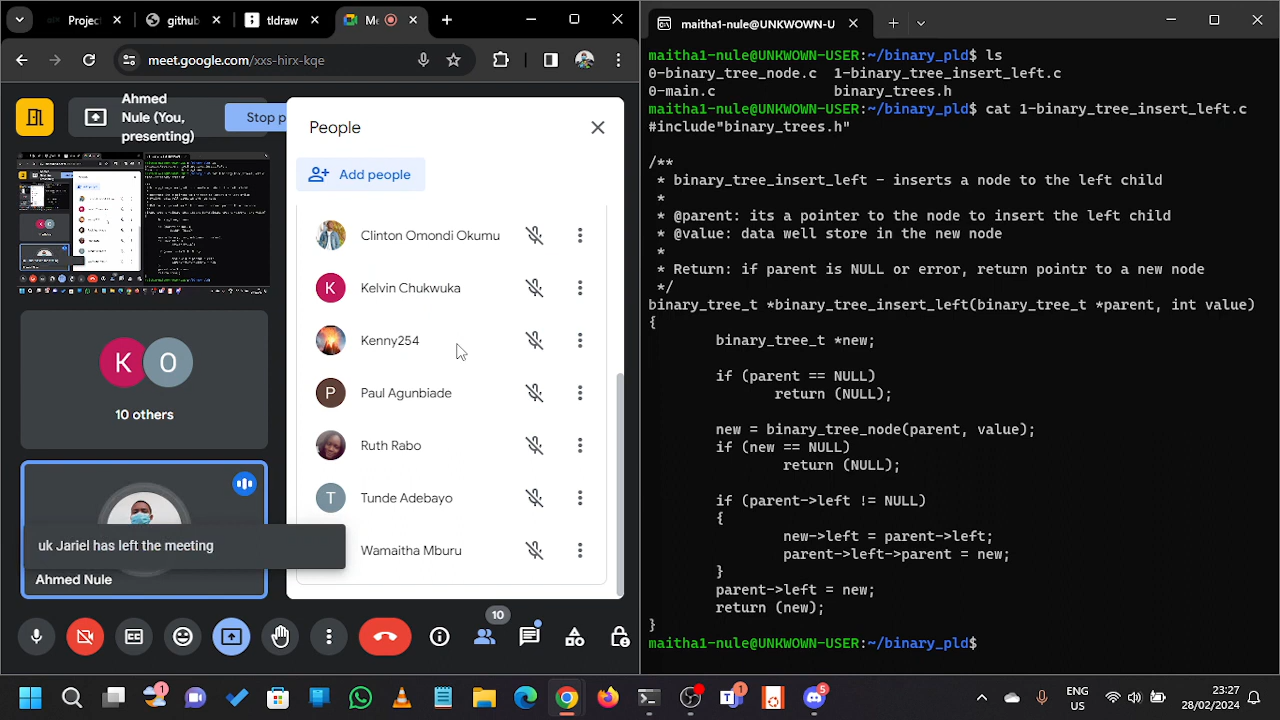 Project
github
tldraw
Me
meet.google.com/xxs-hirx-kqe
Ahmed
Nule (You,
presenting)
Stop p
People
Add people
Clinton Omondi Okumu
K
Kelvin Chukwuka
Kenny254
P
Paul Agunbiade
Ruth Rabo
T
Tunde Adebayo
Wamaitha Mburu
K O
10 others
uk Jariel has left the meeting
Ahmed Nule
10
maitha1-nule@UNKWOWN-U
maitha1-nule@UNKWOWN-USER:~/binary_pld$ ls
0-binary_tree_node.c 1-binary_tree_insert_left.c
0-main.c binary_trees.h
maitha1-nule@UNKWOWN-USER:~/binary_pld$ cat 1-binary_tree_insert_left.c
#include"binary_trees.h"
/**
* binary_tree_insert_left - inserts a node to the left child
*
* @parent: its a pointer to the node to insert the left child
* @value: data well store in the new node
*
* Return: if parent is NULL or error, return pointr to a new node
*/
binary_tree_t *binary_tree_insert_left(binary_tree_t *parent, int value)
{
binary_tree_t *new;
if (parent == NULL)
return (NULL);
new = binary_tree_node(parent, value);
if (new == NULL)
return (NULL);
if (parent->left != NULL)
{
new->left = parent->left;
parent->left->parent = new;
}
parent->left = new;
return (new);
}
maitha1-nule@UNKWOWN-USER:~/binary_pld$
1
1
5
ENG
US
23:27
28/02/2024